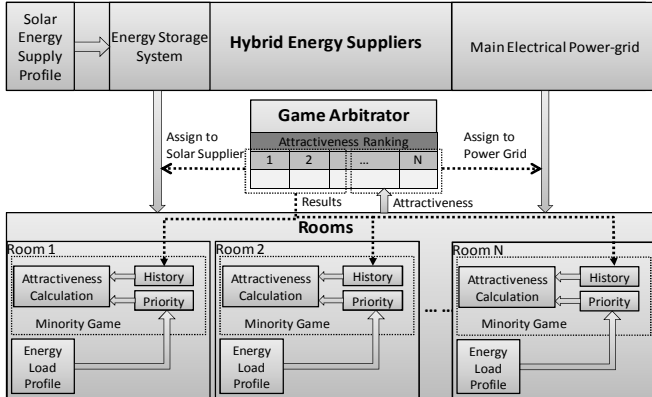 Solar
Energy
Supply
Profile
Energy Storage
System
Hybrid Energy Suppliers
Main Electrical Power-grid
Game Arbitrator
Attractiveness Ranking
1 2 ... N
Assign to
Solar Supplier
Assign to
Power Grid
Results
Attractiveness
Rooms
Room 1
Attractiveness
Calculation
History
Priority
Minority Game
Energy
Load
Profile
Room 2
Attractiveness
Calculation
History
Priority
Minority Game
Energy
Load
Profile
... ...
Room N
Attractiveness
Calculation
History
Priority
Minority Game
Energy
Load
Profile